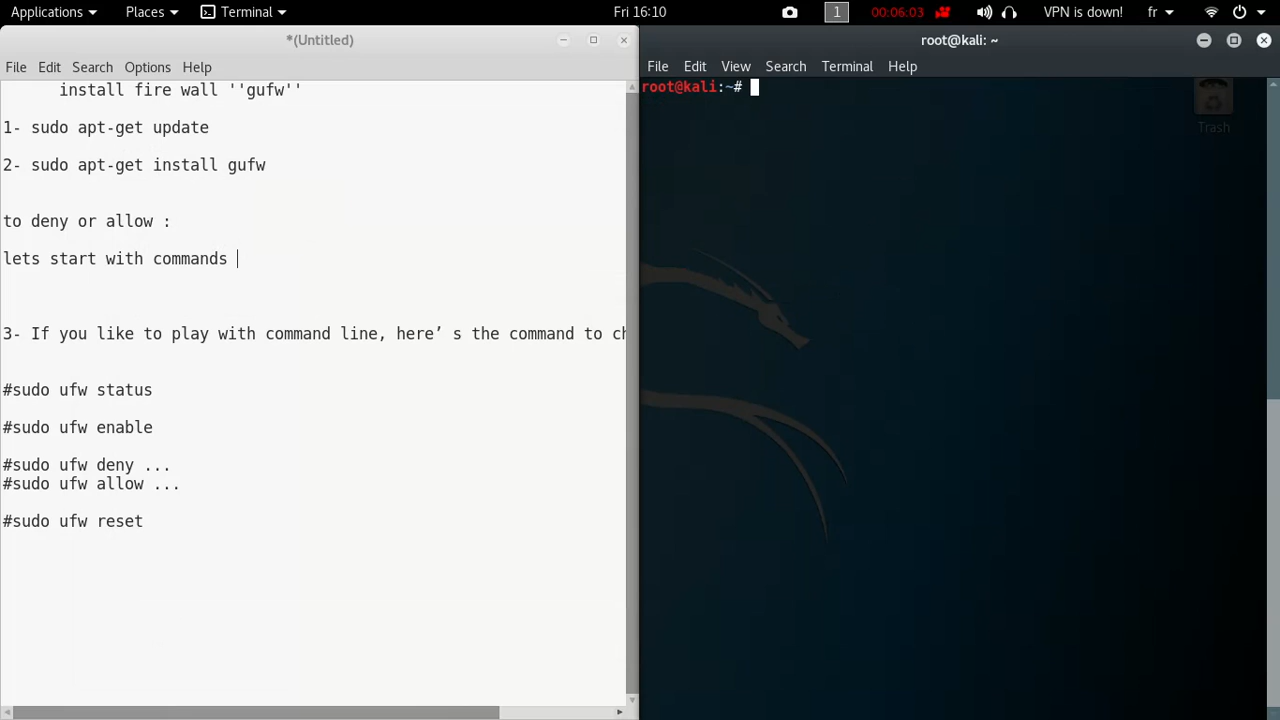 Applications Places Terminal Fri 16:10 1 00:06.03 VPN is down! fr
*(Untitled)
File Edit Search Options Help
install fire wall ''gufw''
1- sudo apt-get update
2- sudo apt-get install gufw
to deny or allow :
lets start with commands
3- If you like to play with command line, here’ s the command to ch
#sudo ufw status
#sudo ufw enable
#sudo ufw deny ...
#sudo ufw allow ...
#sudo ufw reset
root@kali: ~
File Edit View Search Terminal Help
root@kali:~#
Trash